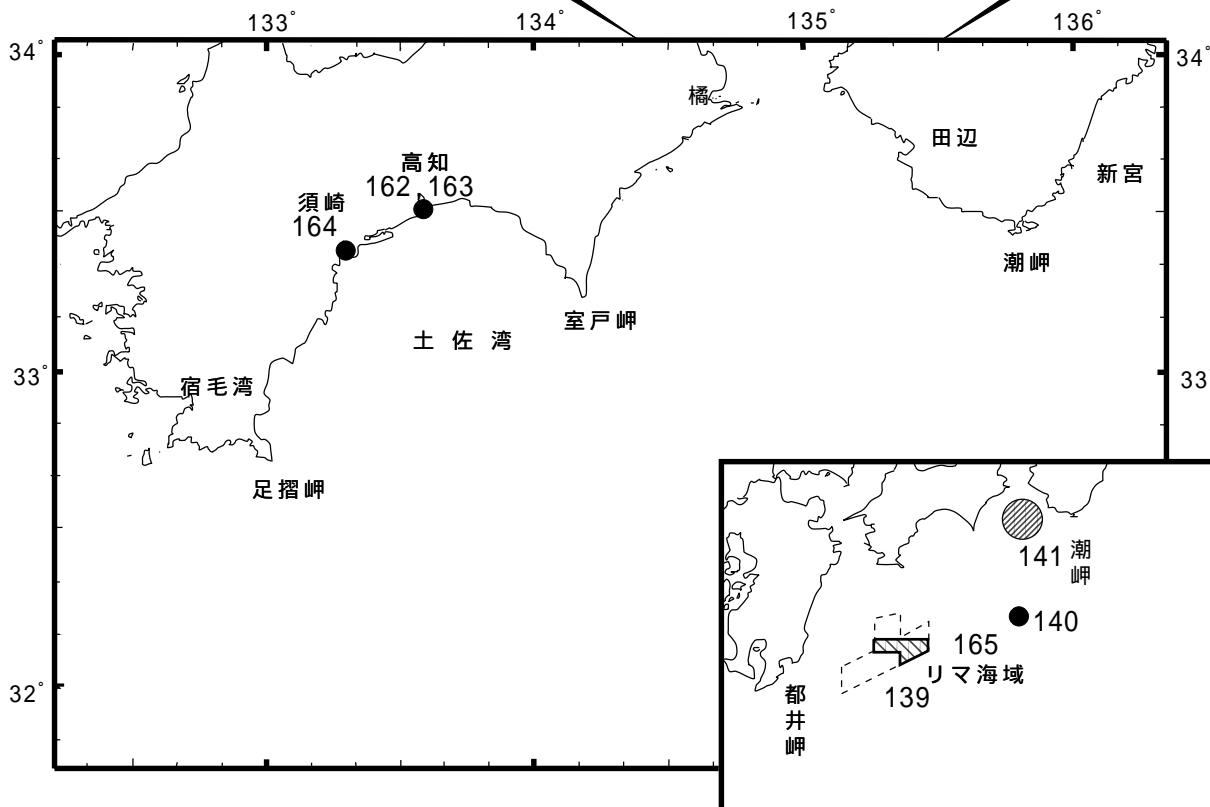 133° 134° 135° 136°
34° 34°
橘
田辺
高知
162 163
新宮
須崎
164
潮岬
室戸岬
土佐湾
33° 33
宿毛湾
足摺岬
141 潮岬
140
165
リマ海域
139
32°
都井岬